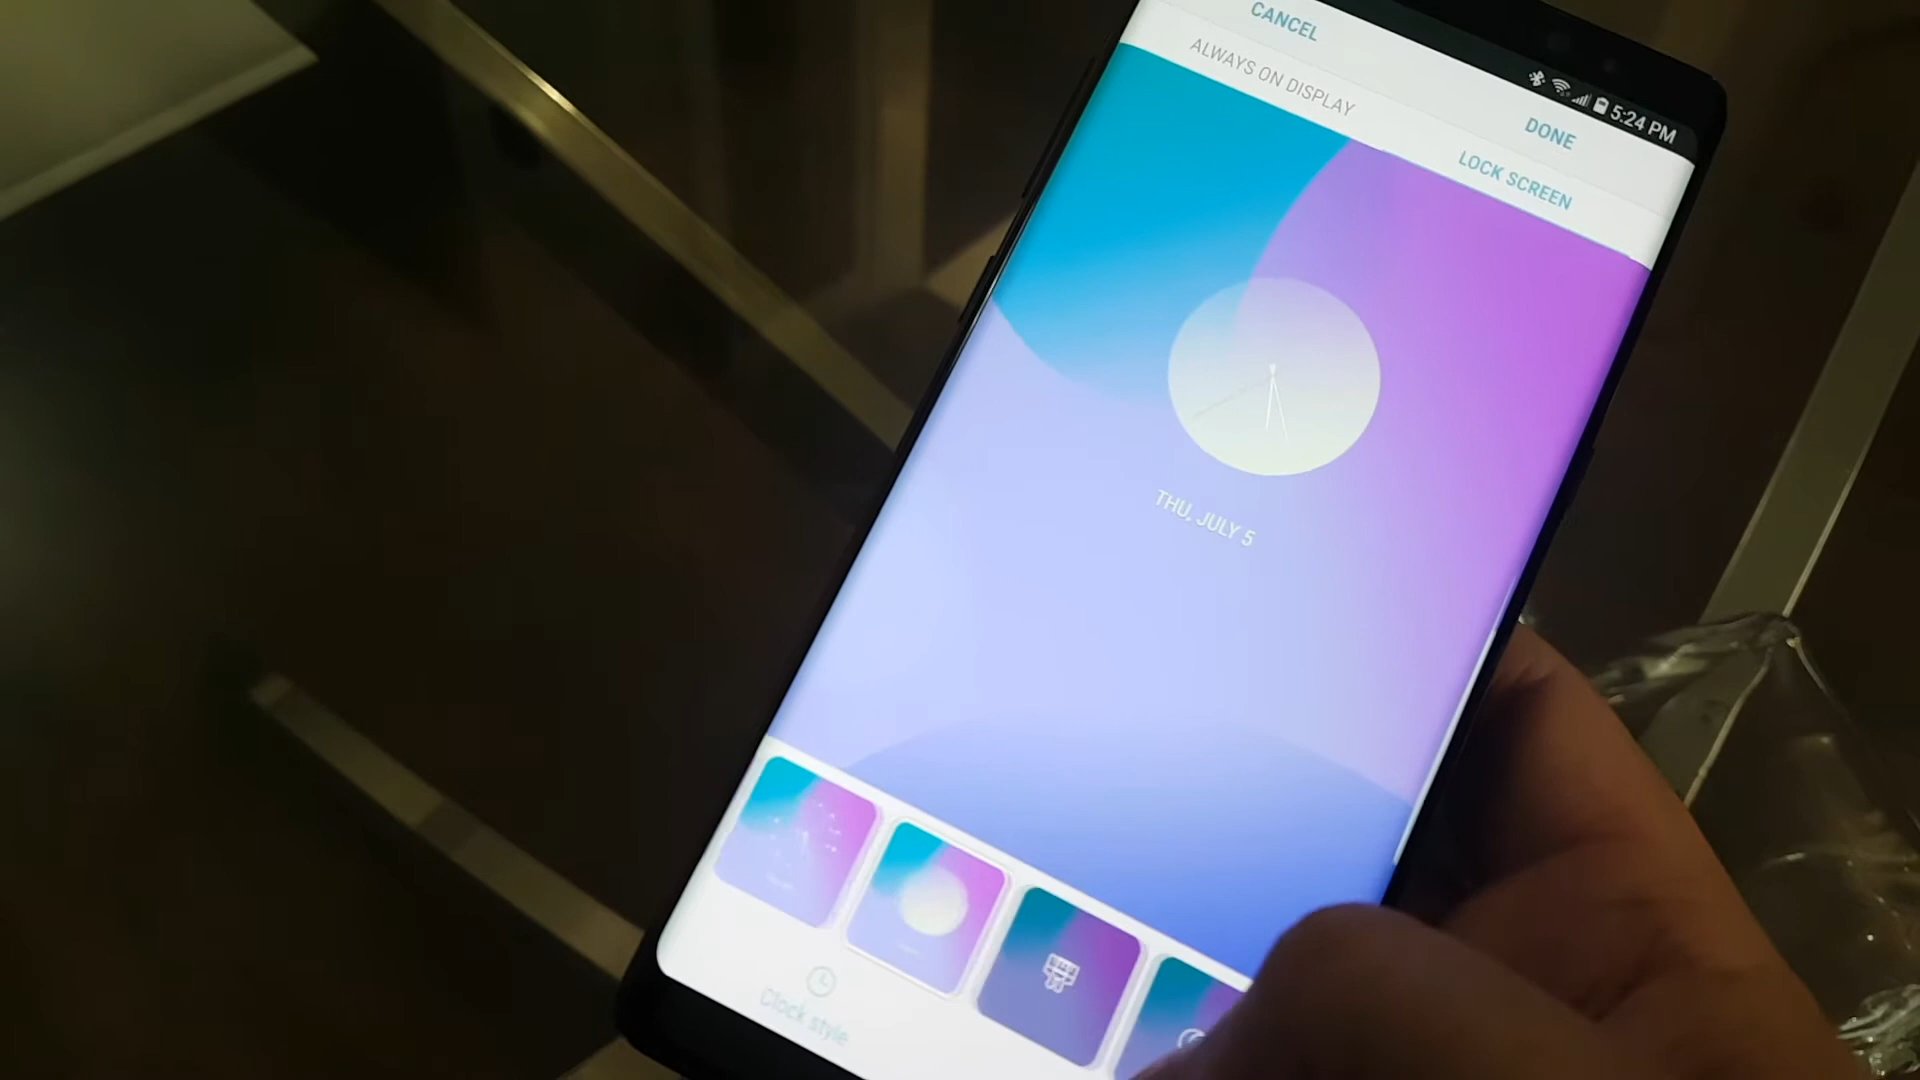 5:24 PM
CANCEL
DONE
ALWAYS ON DISPLAY
LOCK SCREEN
THU, JULY 5
Clock style